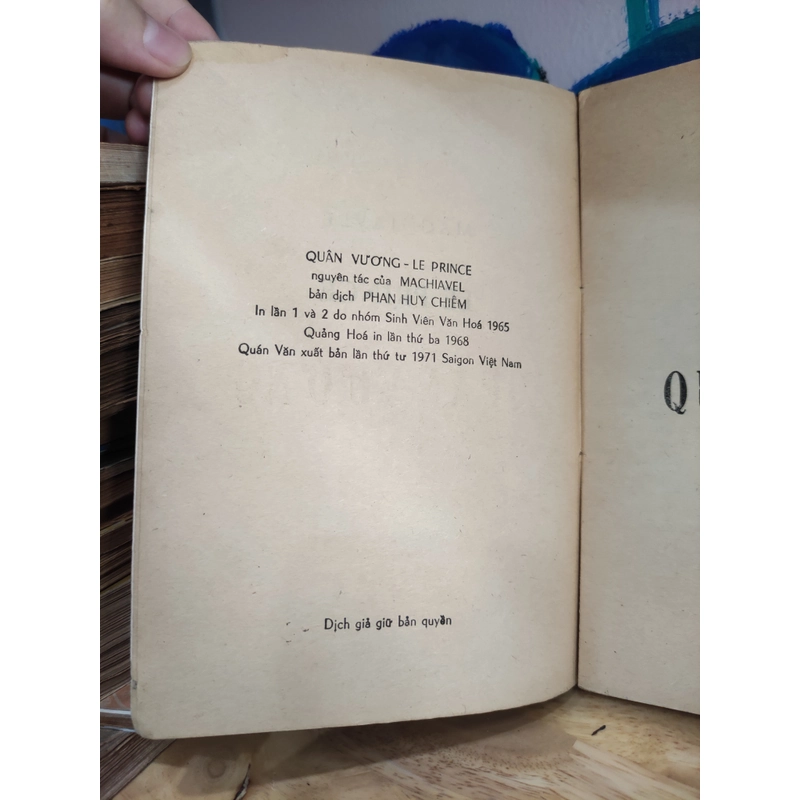 QUÂN VƯƠNG - LE PRINCE
nguyên tác của MACHIAVEL
bản dịch PHAN HUY CHIÊM
In lần 1 và 2 do nhóm Sinh Viên Văn Hoá 1965
Quảng Hoá in lần thứ ba 1968
Quán Văn xuất bản lần thứ tư 1971 Saigon Việt Nam
Dịch giả giữ bản quyền